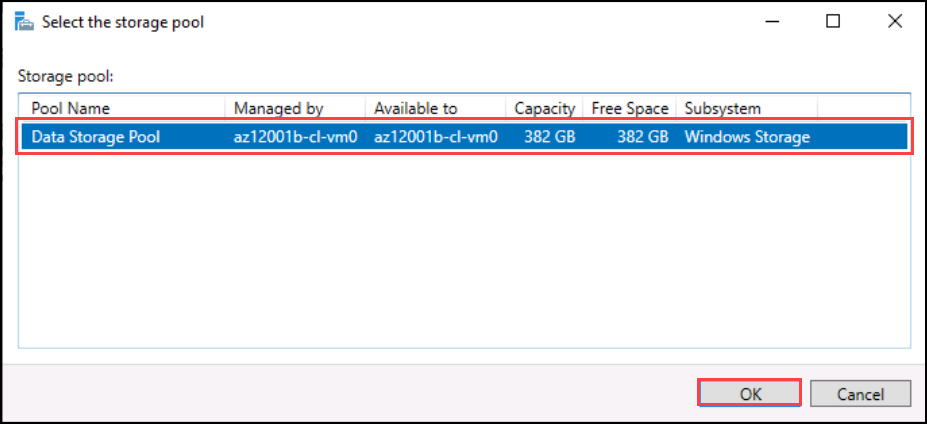 Select the storage pool
Storage pool:
Pool Name Managed by Available to Capacity Free Space Subsystem
Data Storage Pool az12001b-cl-vm0 az12001b-cl-vm0 382 GB 382 GB Windows Storage
OK Cancel